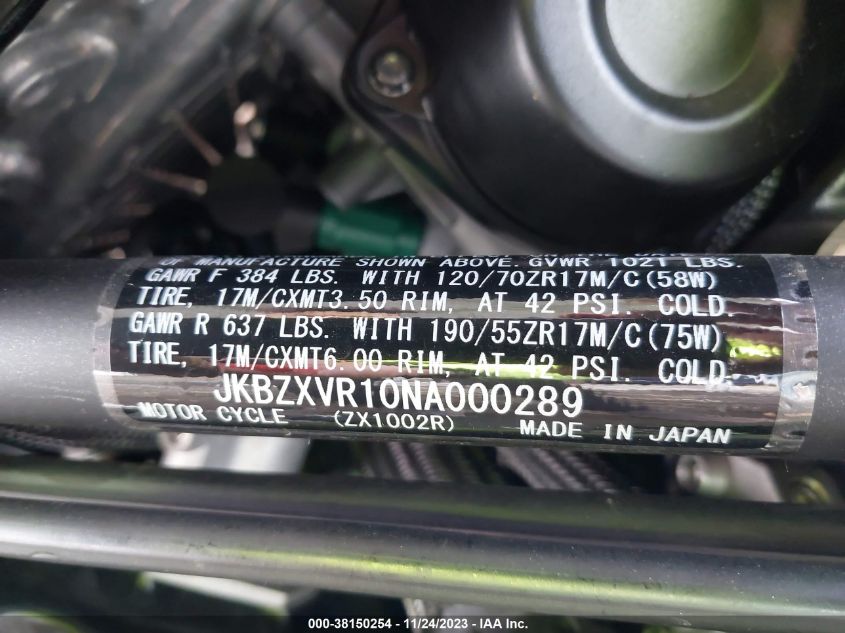 OF MANUFACTURE SHOWN ABOVE. GVWR 1021 LBS.
GAWR F 384 LBS. WITH 120/70ZR17M/C(58W)
TIRE, 17M/CXMT3.50 RIM, AT 42 PSI. COLD.
GAWR R 637 LBS. WITH 190/55ZR17M/C(75W)
TIRE, 17M/CXMT6.00 RIM, AT 42 PSI. COLD.
JKBZXVR10NA000289
MOTOR CYCLE (ZX1002R) MADE IN JAPAN
000-38150254 - 11/24/2023 - IAA Inc.